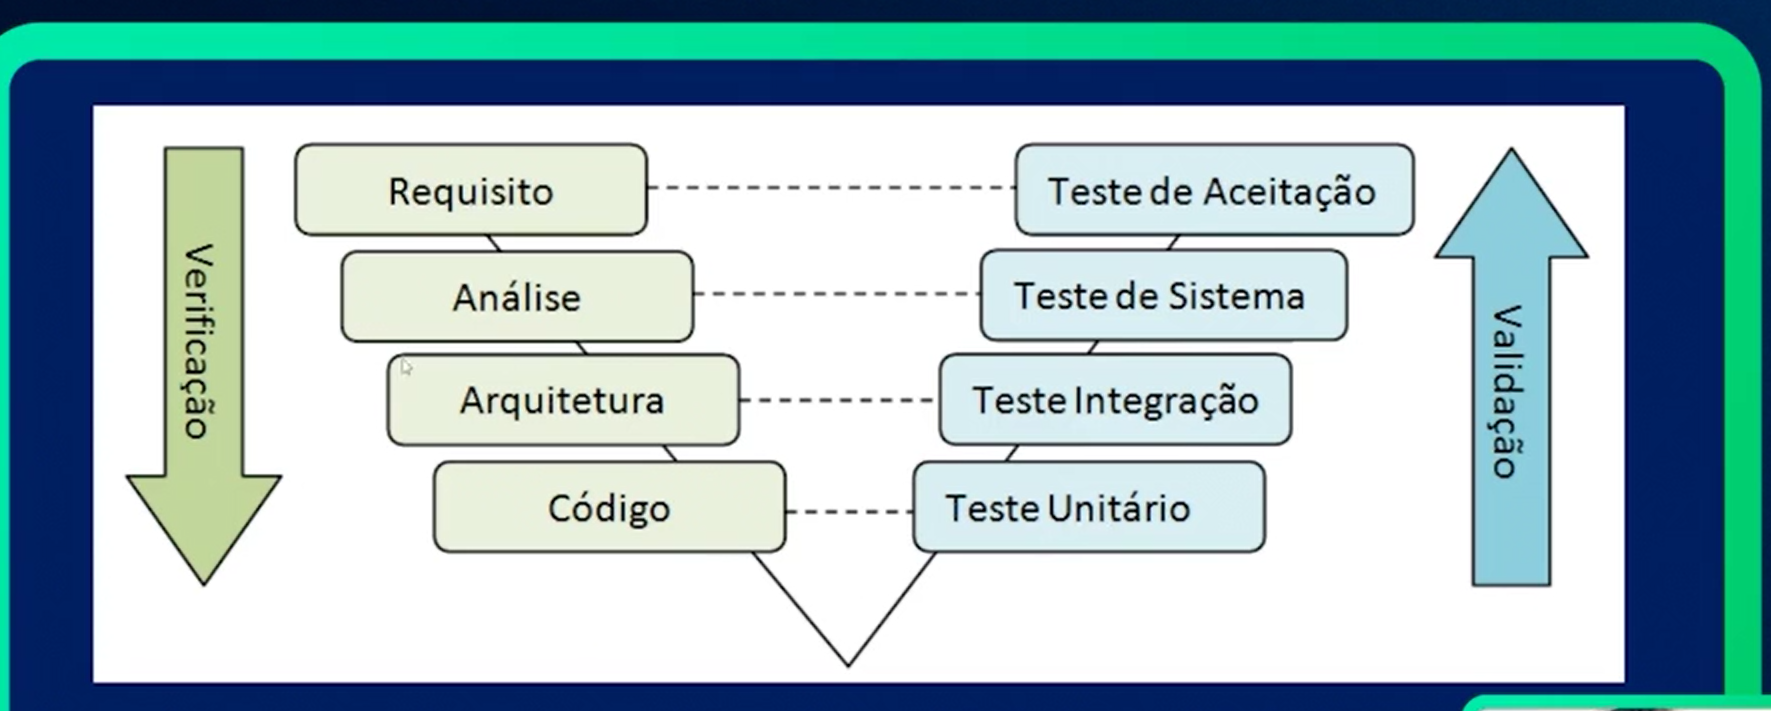 Verificação
Requisito
Teste de Aceitação
Análise
Teste de Sistema
Arquitetura
Teste Integração
Código
Teste Unitário
Validação